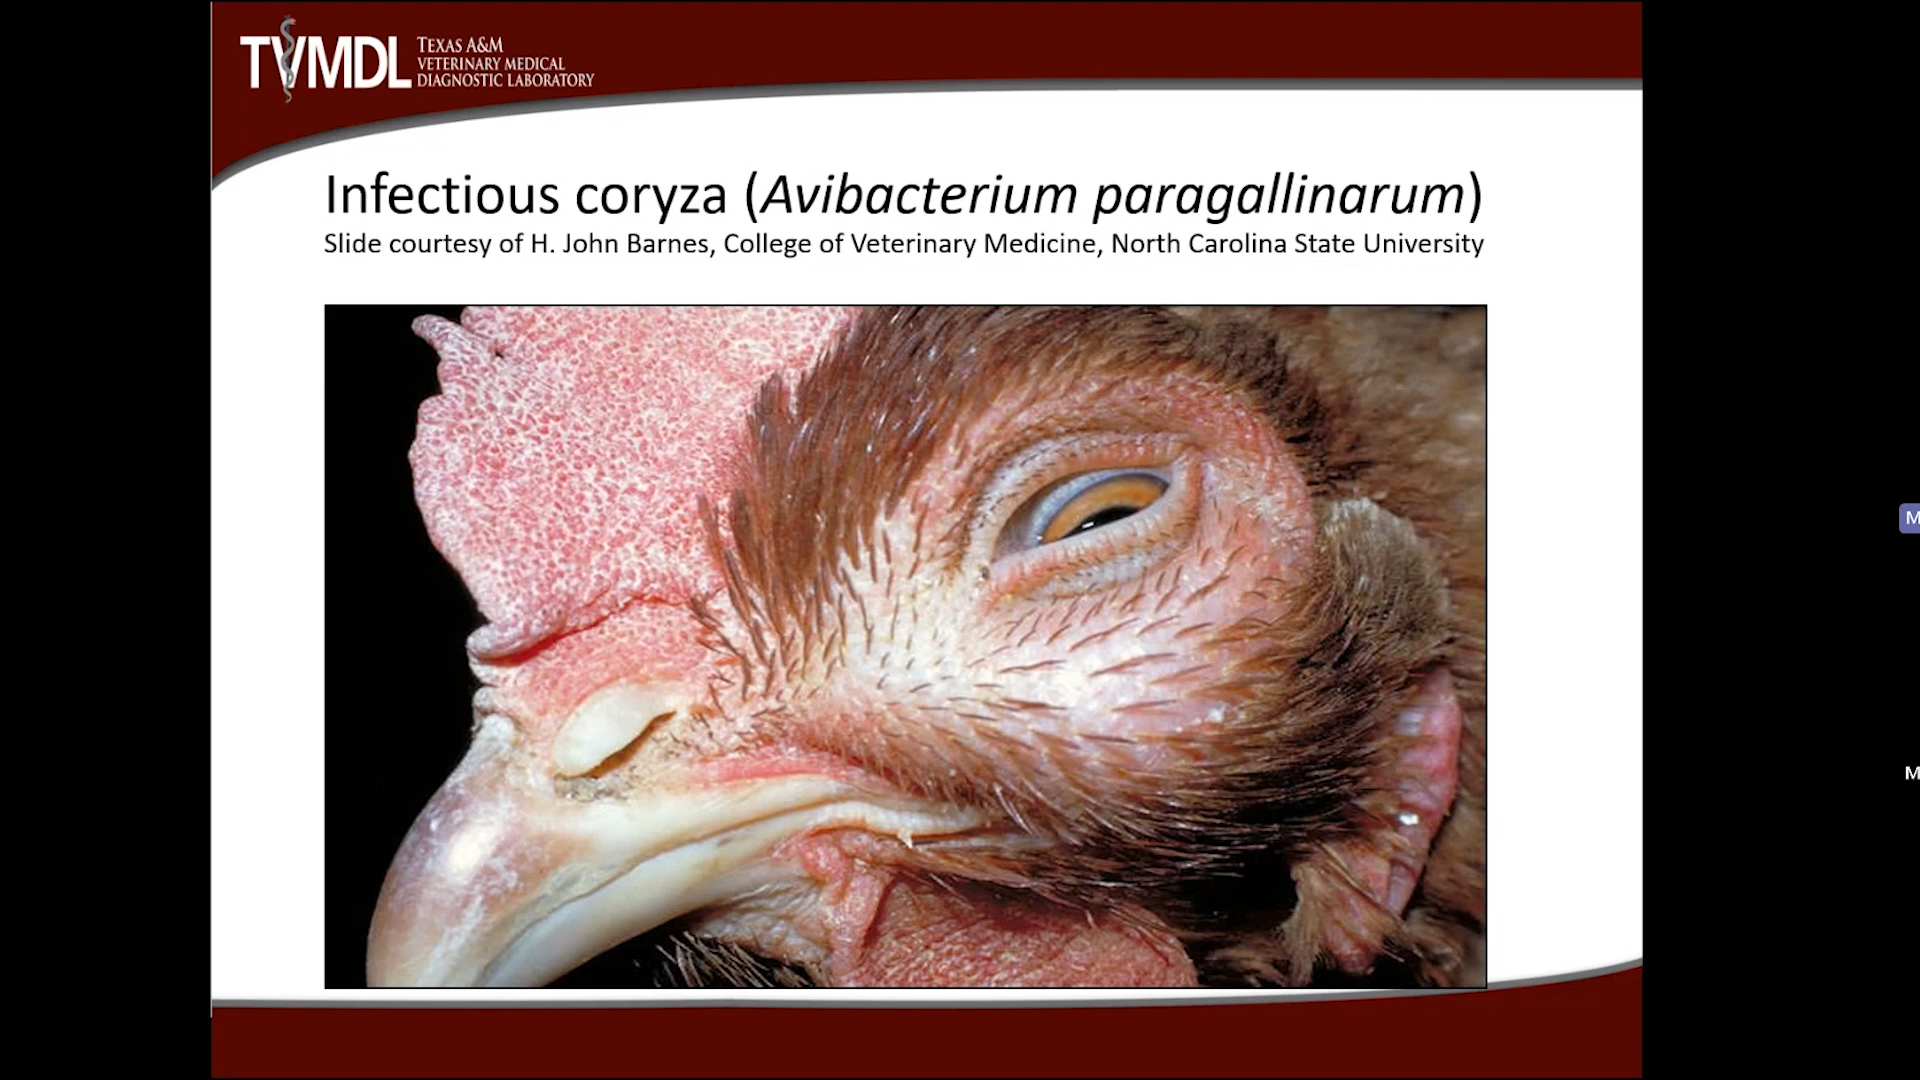 TVMDL
TEXAS A&M
VETERINARY MEDICAL
DIAGNOSTIC LABORATORY
Infectious coryza (Avibacterium paragallinarum)
Slide courtesy of H. John Barnes, College of Veterinary Medicine, North Carolina State University
M
M